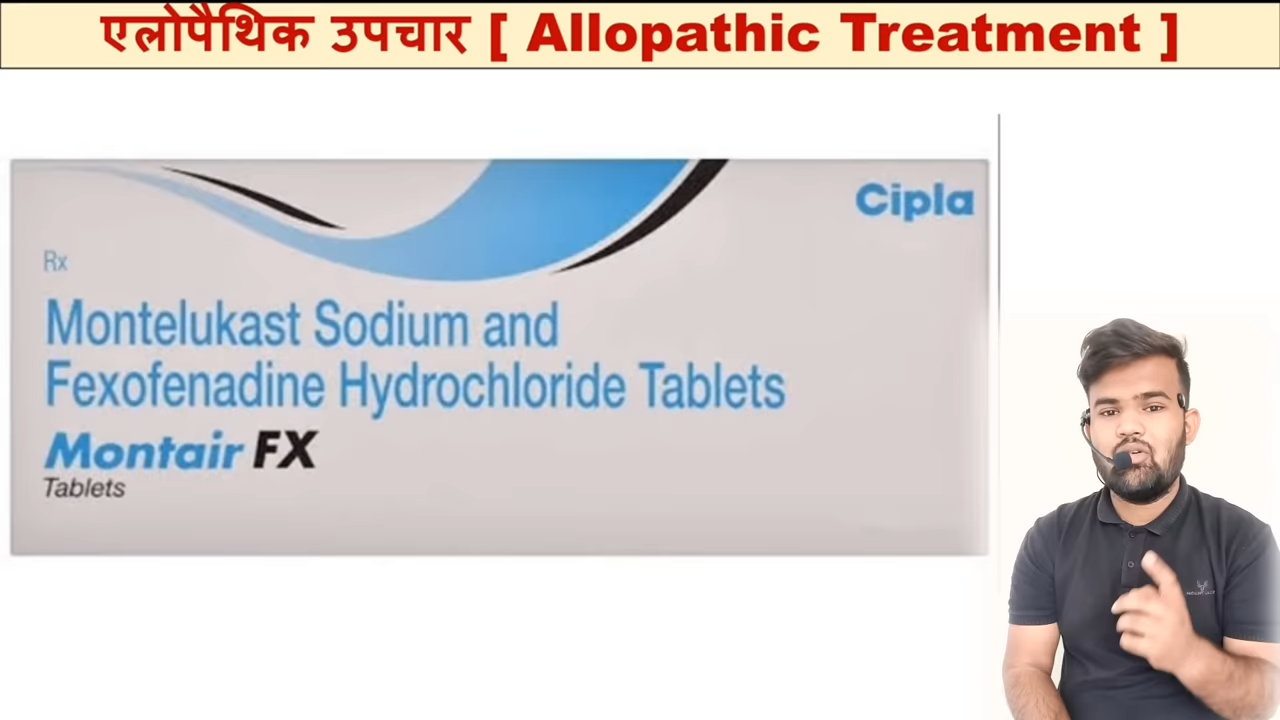 एलोपैथिक उपचार [ Allopathic Treatment ]
Cipla
Rx
Montelukast Sodium and
Fexofenadine Hydrochloride Tablets
Montair FX
Tablets